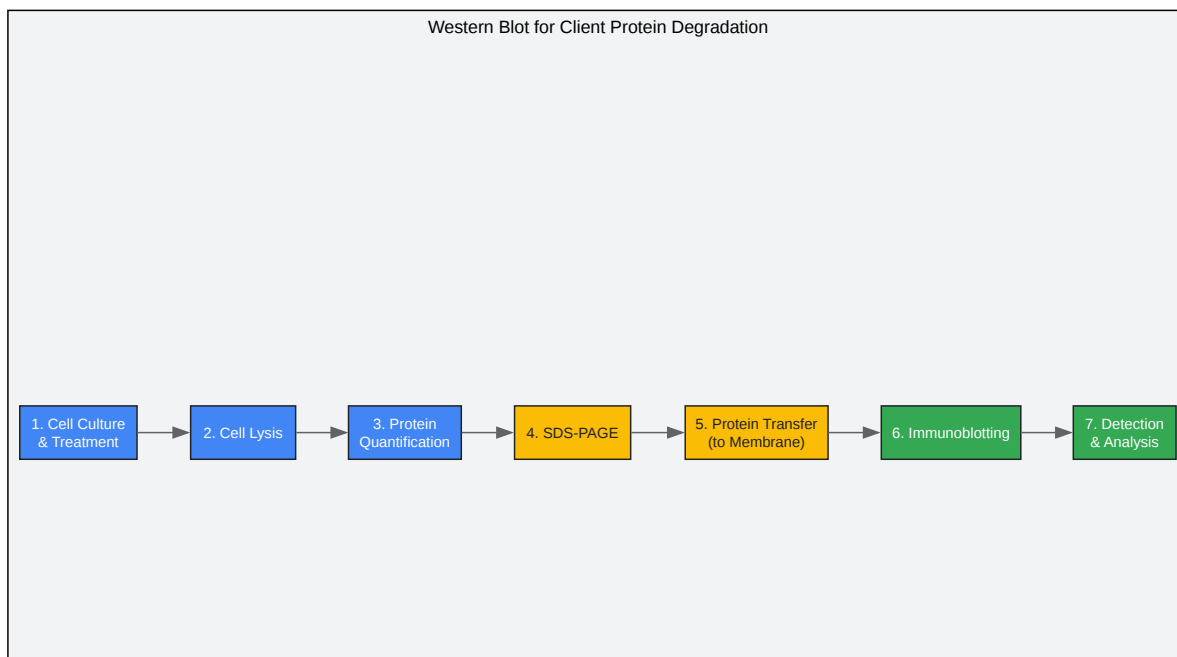 Western Blot for Client Protein Degradation
1. Cell Culture
& Treatment
2. Cell Lysis
3. Protein
Quantification
4. SDS-PAGE
5. Protein Transfer
(to Membrane)
6. Immunoblotting
7. Detection
& Analysis